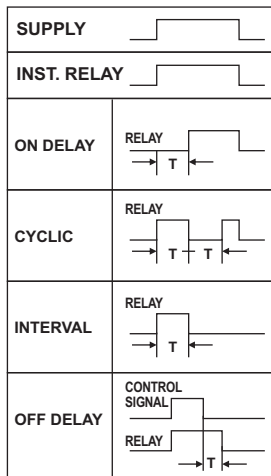 SUPPLY
INST. RELAY
ON DELAY
RELAY
T
CYCLIC
RELAY
T T
INTERVAL
RELAY
T
OFF DELAY
CONTROL
SIGNAL
RELAY
T